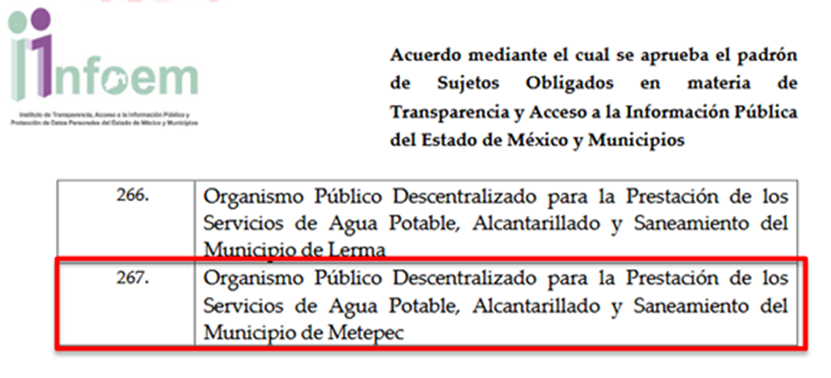 infoem
Instituto de Transparencia, Acceso a la Información Pública y
Protección de Datos Personales del Estado de México y Municipios
Acuerdo mediante el cual se aprueba el padrón
de Sujetos Obligados en materia de
Transparencia y Acceso a la Información Pública
del Estado de México y Municipios
266. Organismo Público Descentralizado para la Prestación de los
Servicios de Agua Potable, Alcantarillado y Saneamiento del
Municipio de Lerma
267. Organismo Público Descentralizado para la Prestación de los
Servicios de Agua Potable, Alcantarillado y Saneamiento del
Municipio de Metepec